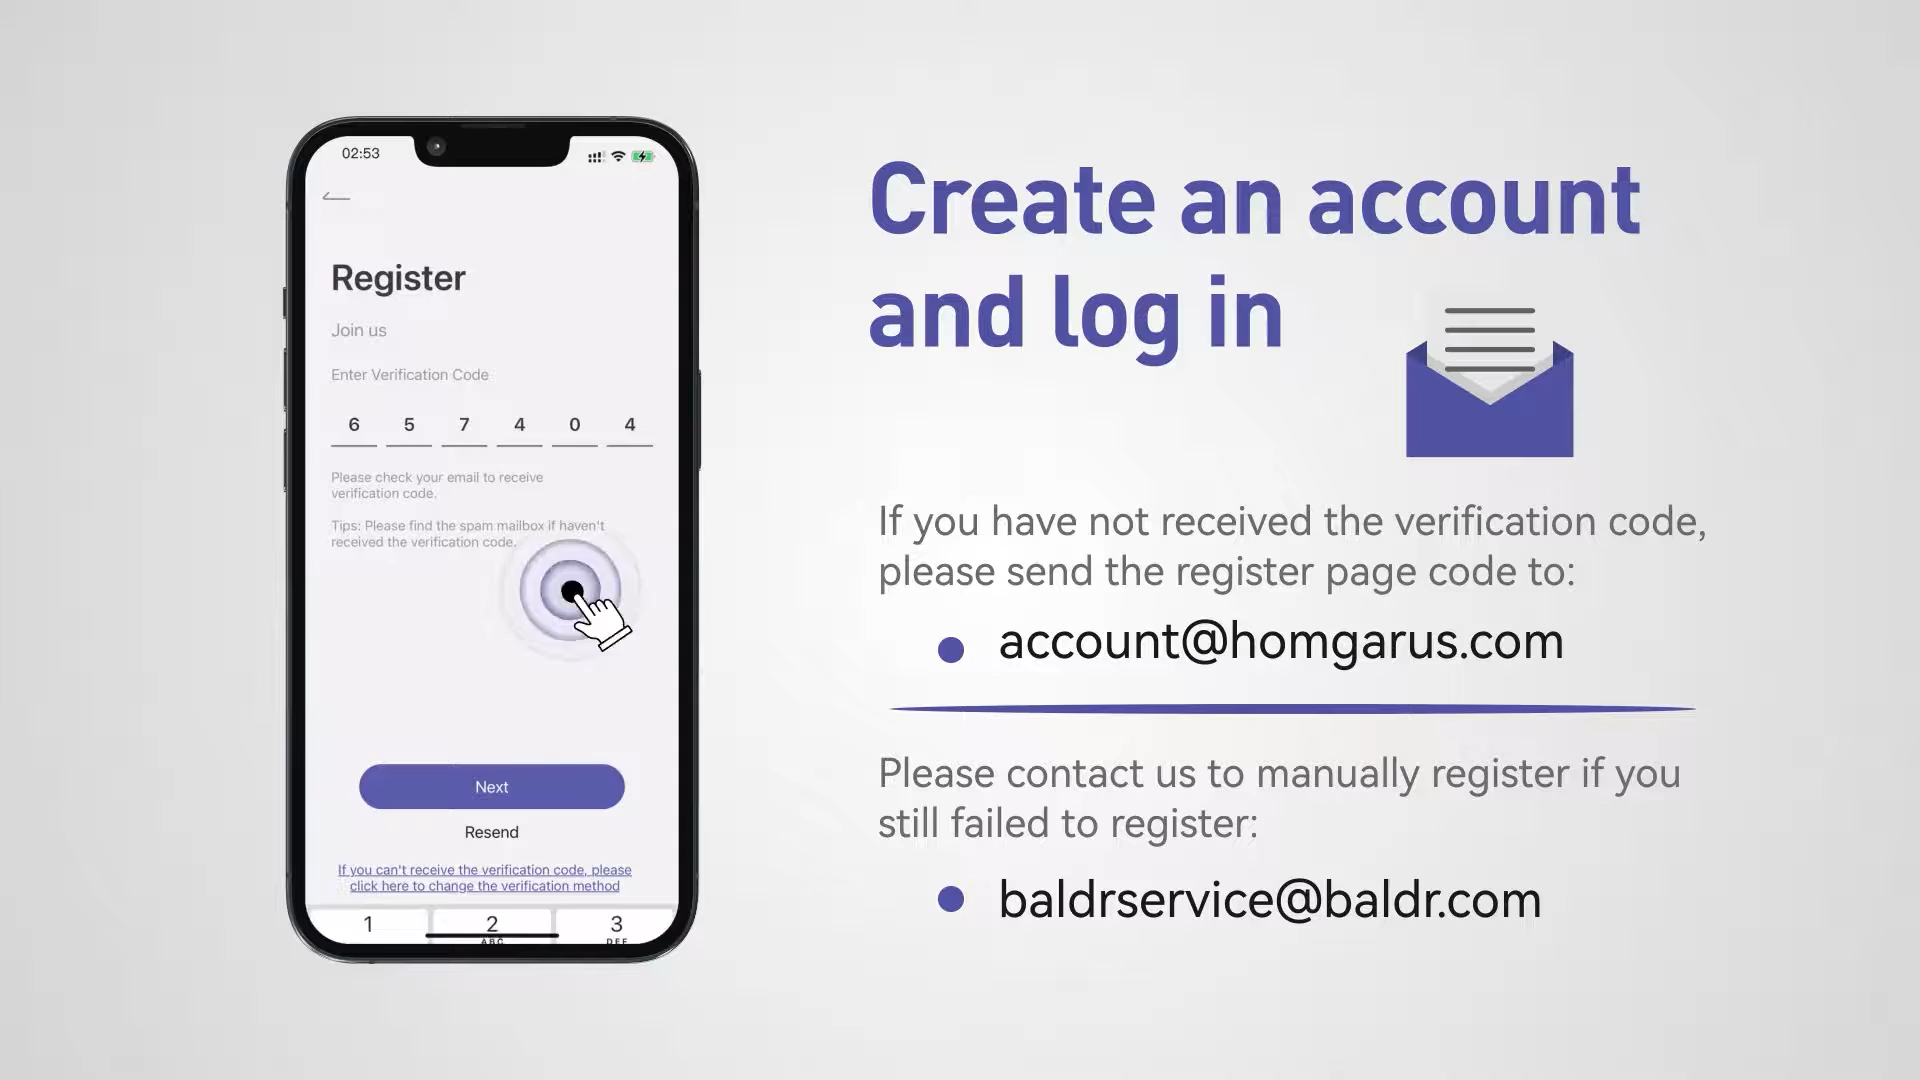 02:53
Register
Join us
Enter Verification Code
6 5 7 4 0 4
Please check your email to receive
verification code.
Tips: Please find the spam mailbox if haven't
received the verification code.
Next
Resend
If you can't receive the verification code, please
click here to change the verification method
1 2 3
ABC DEF
Create an account
and log in
If you have not received the verification code,
please send the register page code to:
account@homgarus.com
Please contact us to manually register if you
still failed to register:
baldrservice@baldr.com